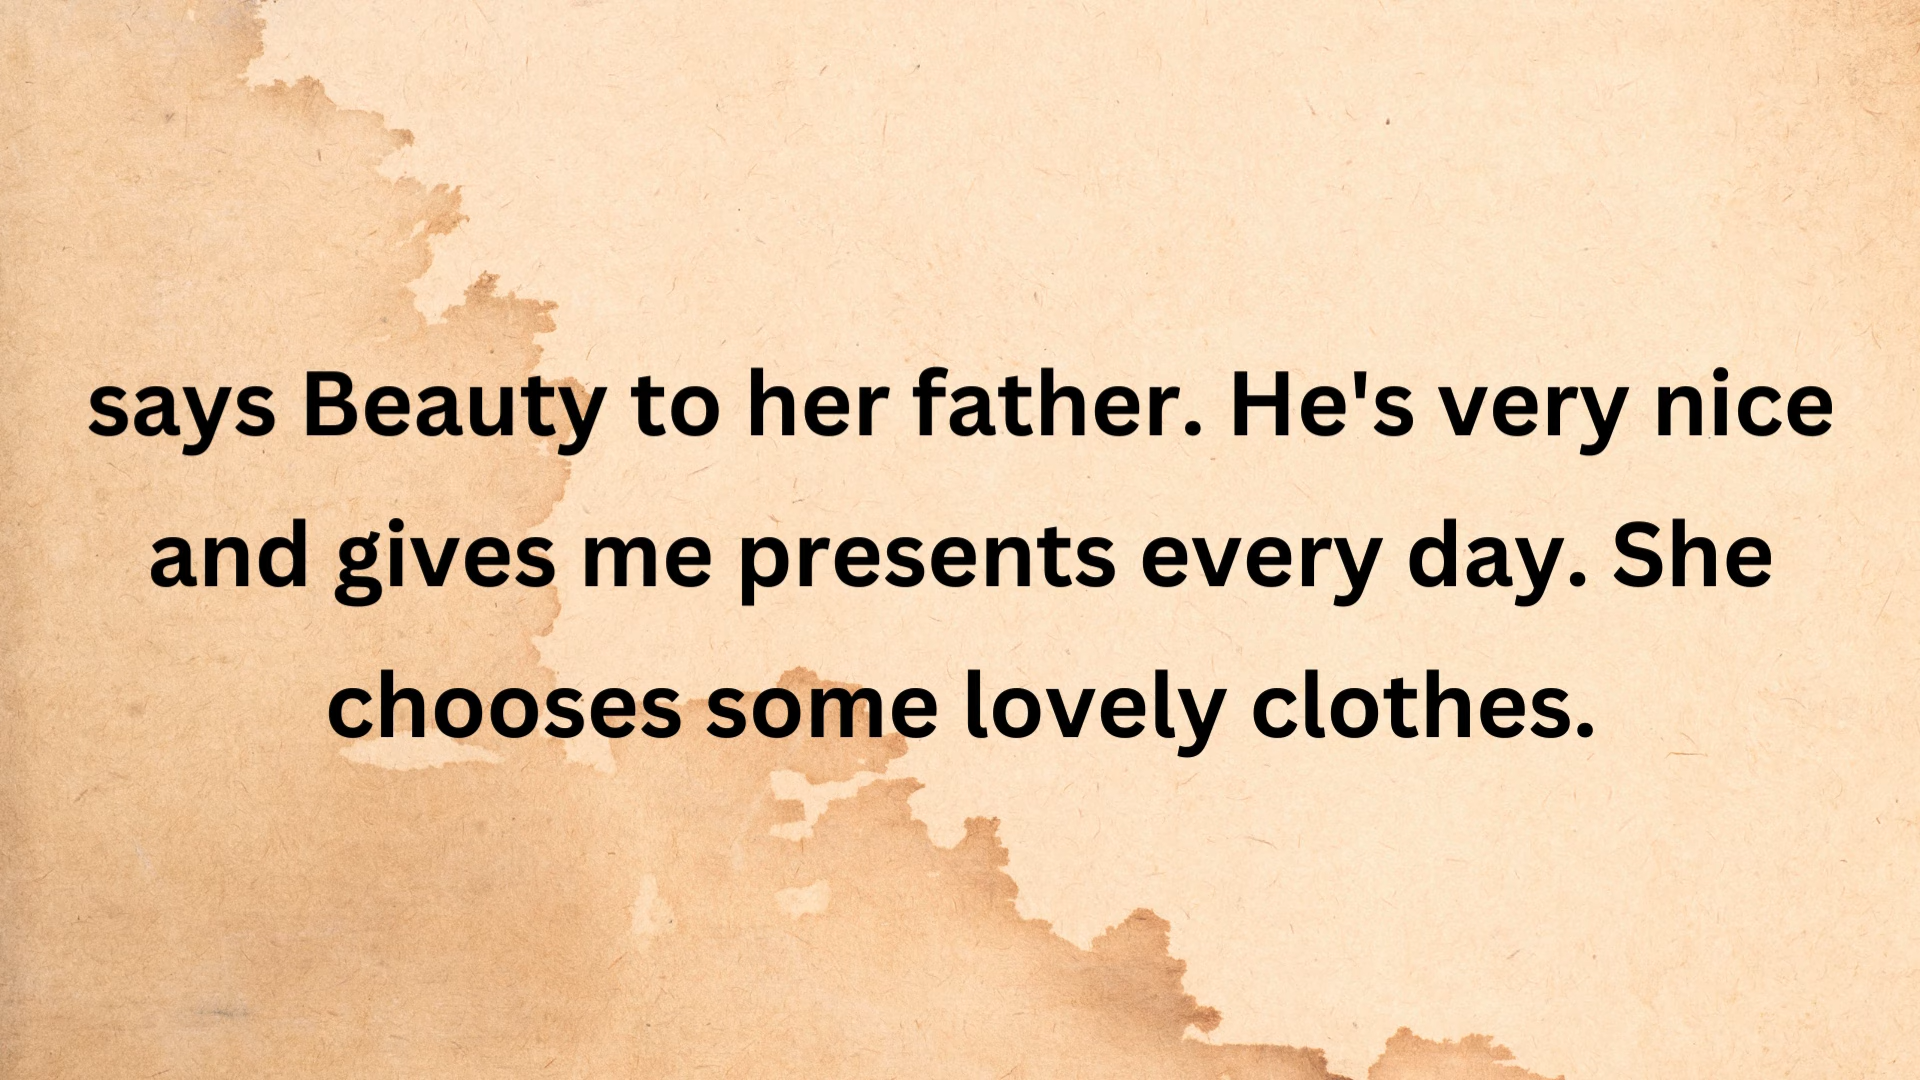 says Beauty to her father. He's very nice
and gives me presents every day. She
chooses some lovely clothes.